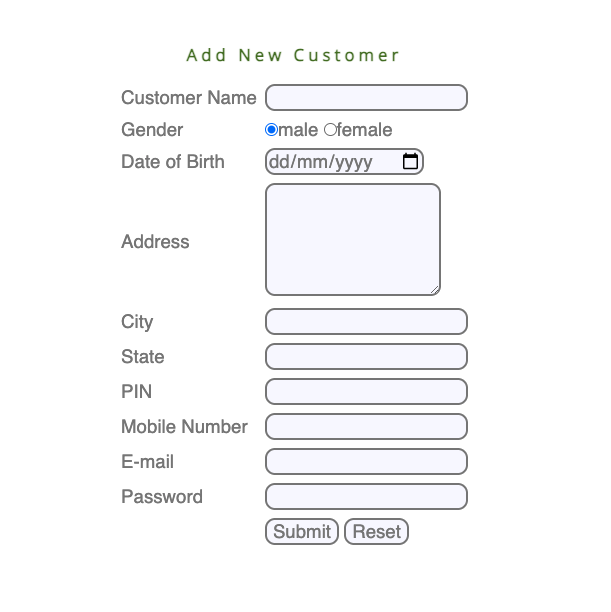 Add New Customer
Customer Name
Gender male female
Date of Birth dd/mm/yyyy
Address
City
State
PIN
Mobile Number
E-mail
Password
Submit Reset